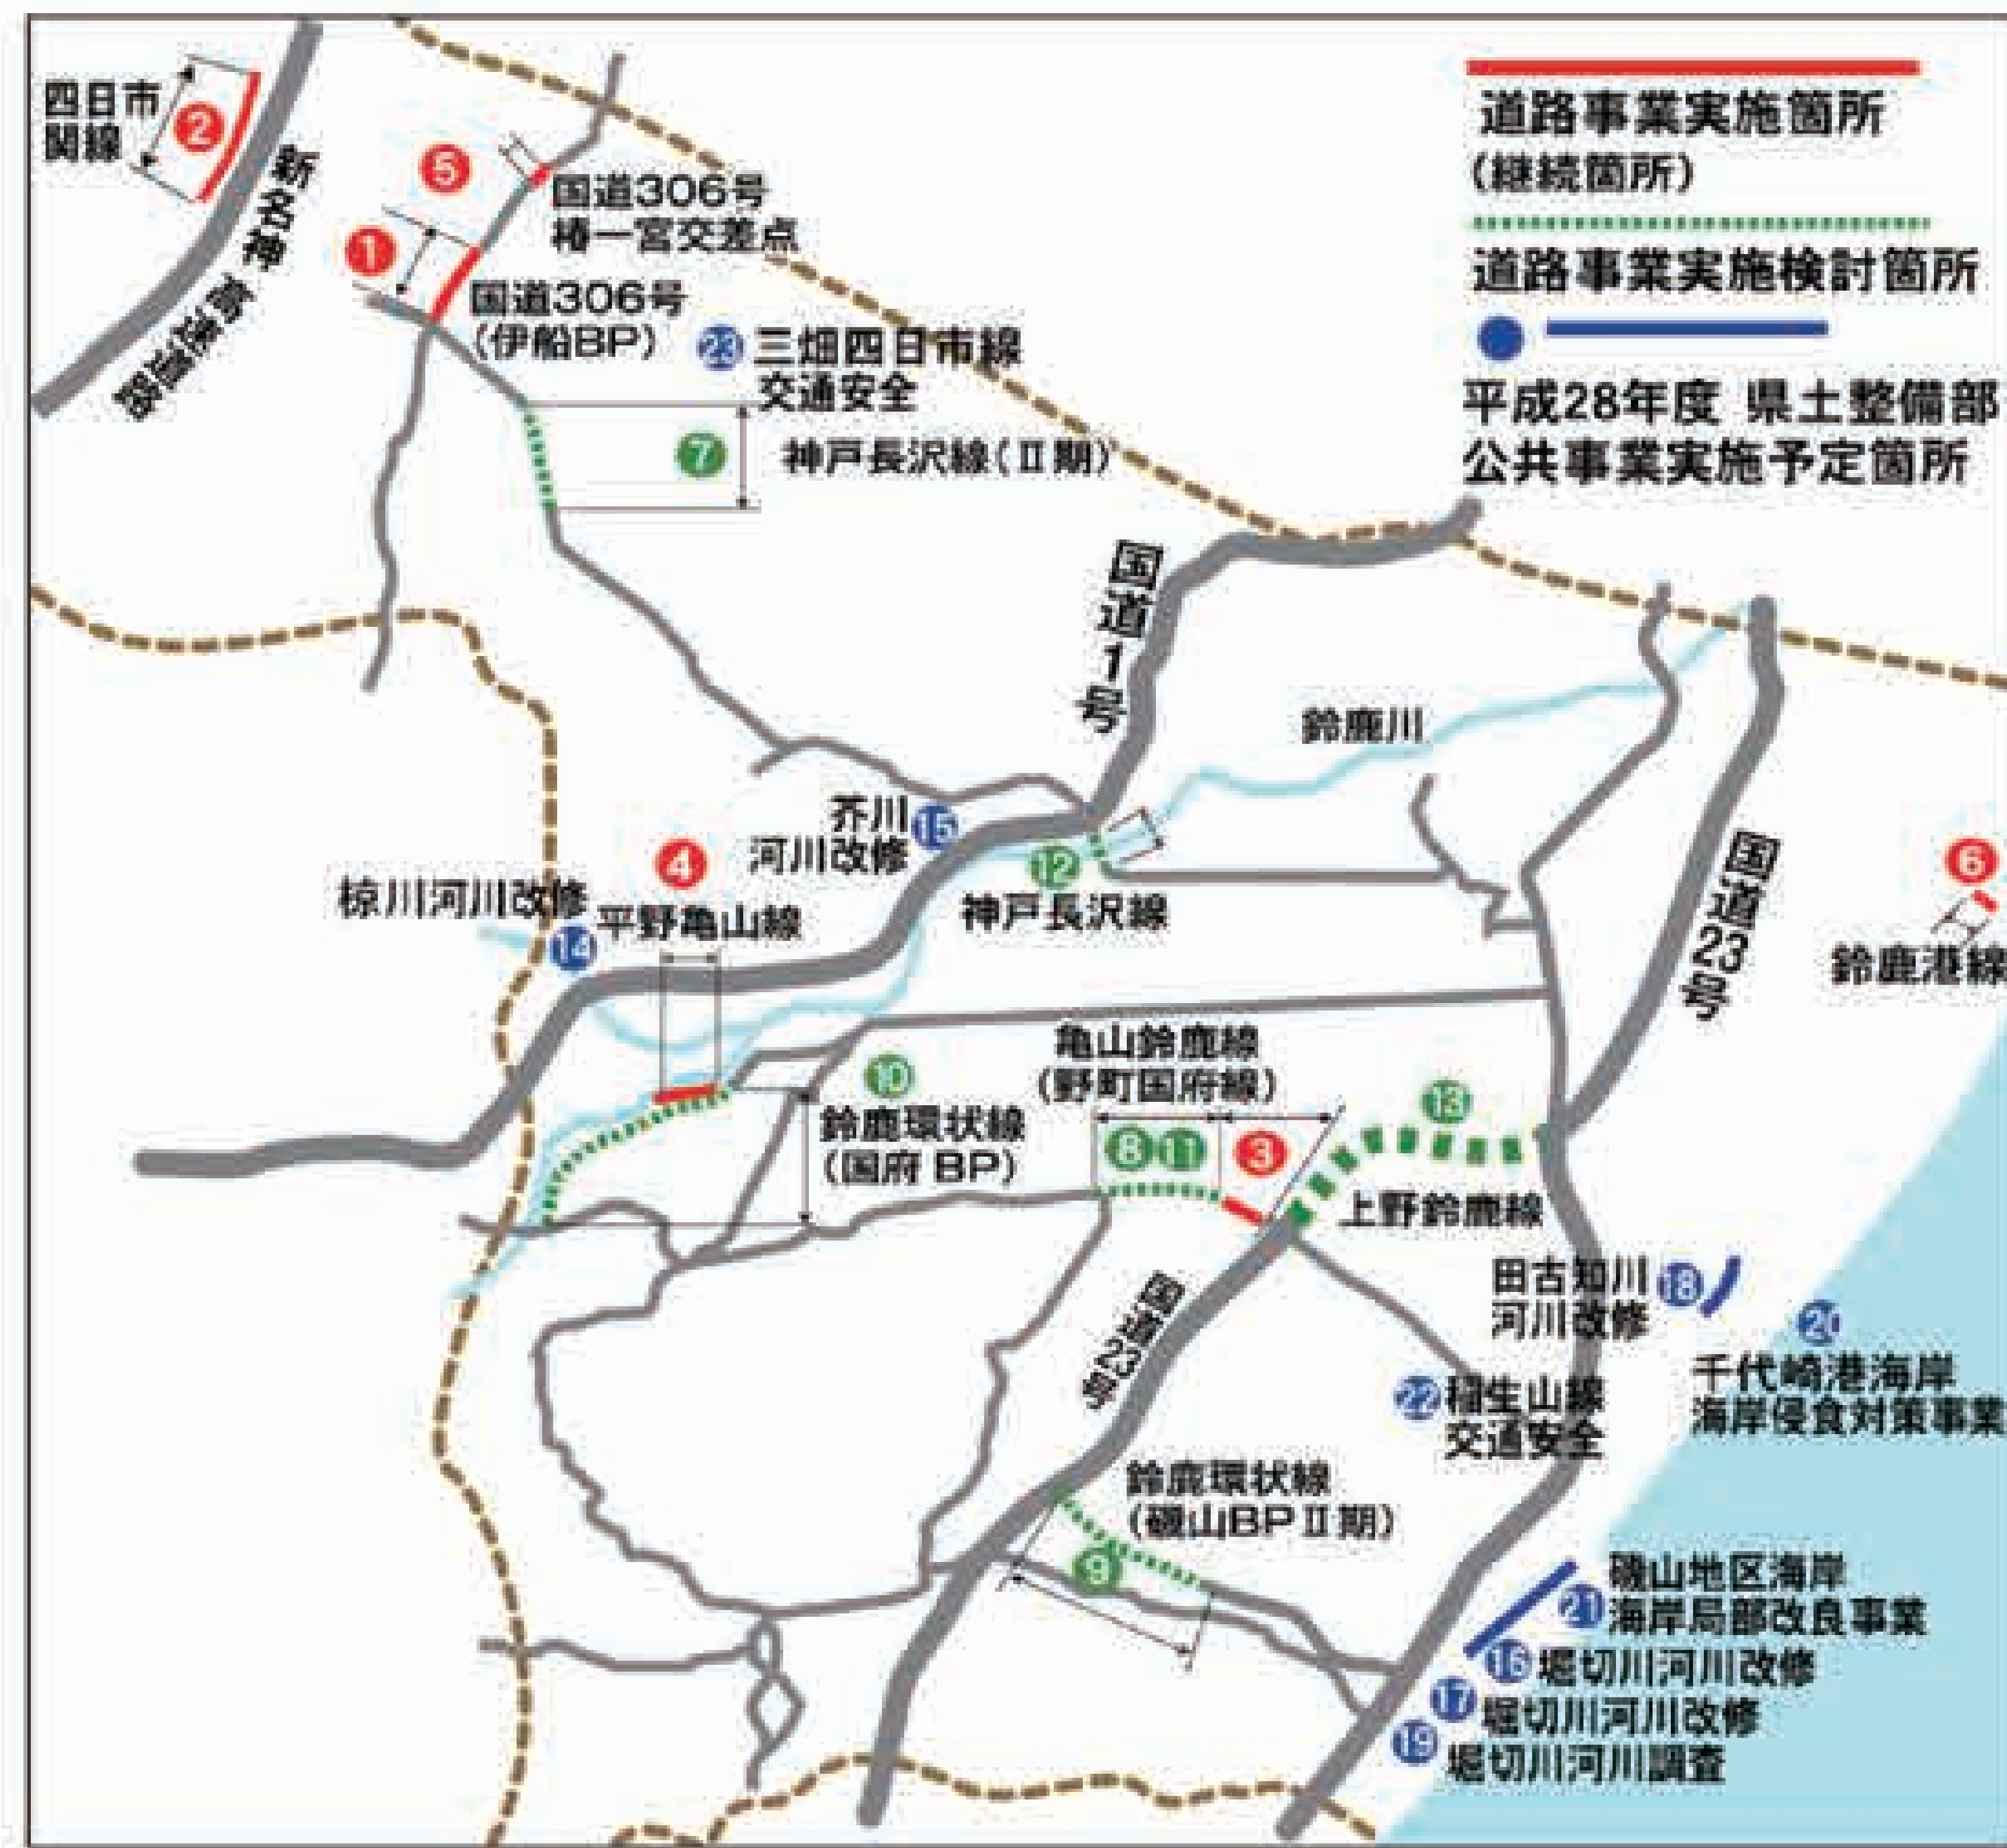 四日市
関線
2
新名神高速道路
5
国道306号
椿一宮交差点
1
国道306号
(伊船BP)
23 三畑四日市線
交通安全
7 神戸長沢線(Ⅱ期)
道路事業実施箇所
(継続箇所)
道路事業実施検討箇所
平成28年度 県土整備部
公共事業実施予定箇所
国道1号
鈴鹿川
国道23号
6
鈴鹿港線
芥川
河川改修
15
12
神戸長沢線
椋川河川改修
14
4
平野亀山線
10
鈴鹿環状線
(国府 BP)
亀山鈴鹿線
(野町国府線)
8 11 3
13
上野鈴鹿線
国道23号
田古知川
河川改修
18
20
千代崎港海岸
海岸侵食対策事業
22 稲生山線
交通安全
鈴鹿環状線
(磯山BPⅡ期)
9
21 磯山地区海岸
海岸局部改良事業
16 堀切川河川改修
17 堀切川河川改修
19 堀切川河川調査